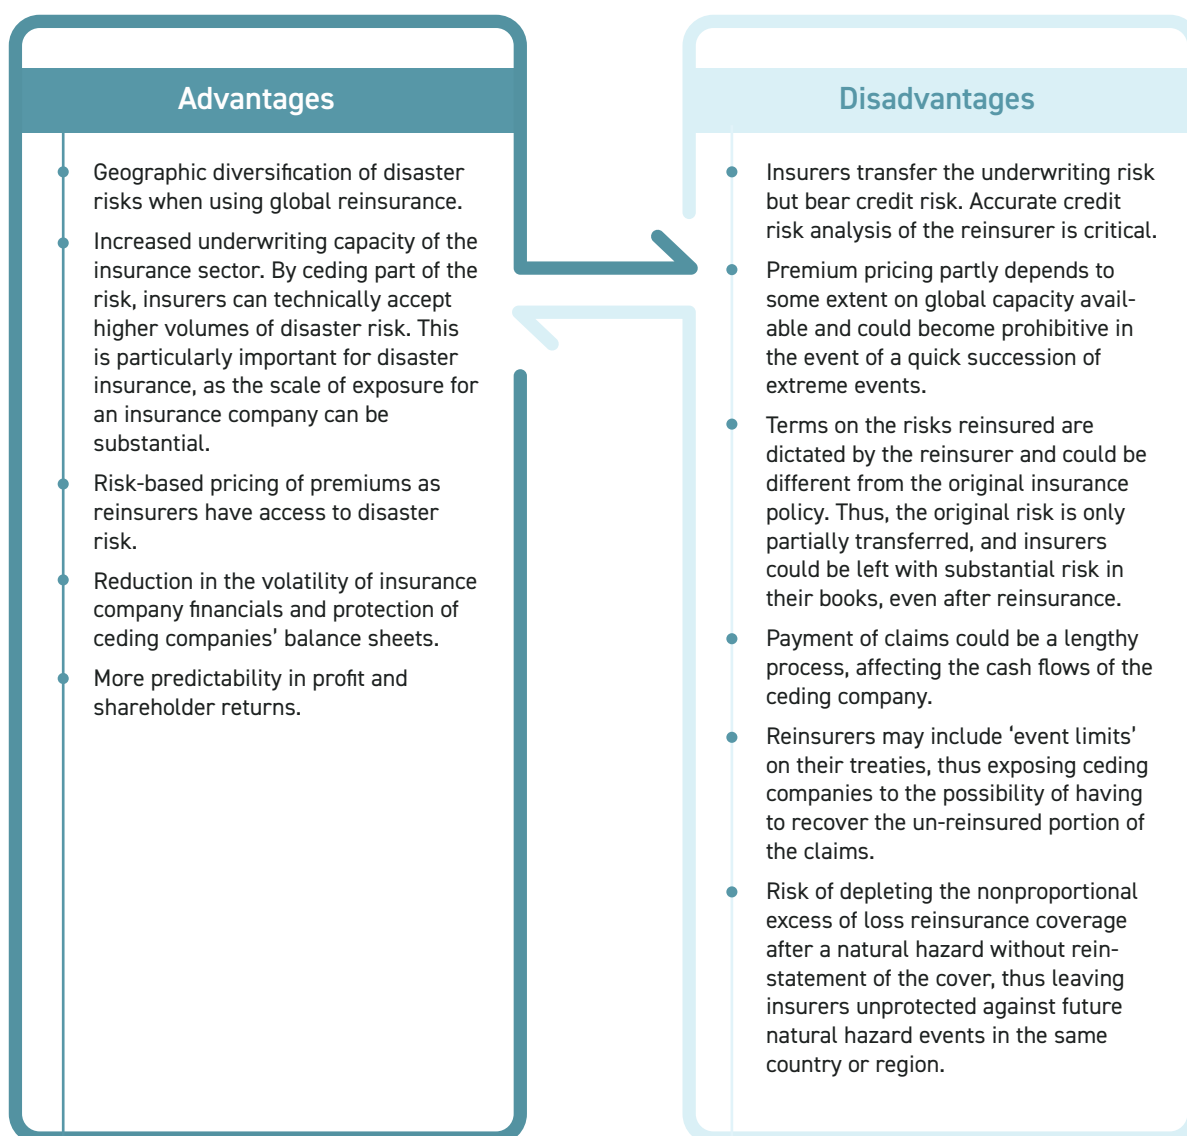 Advantages
Geographic diversification of disaster
risks when using global reinsurance.
Increased underwriting capacity of the
insurance sector. By ceding part of the
risk, insurers can technically accept
higher volumes of disaster risk. This
is particularly important for disaster
insurance, as the scale of exposure for
an insurance company can be
substantial.
Risk-based pricing of premiums as
reinsurers have access to disaster
risk.
Reduction in the volatility of insurance
company financials and protection of
ceding companies’ balance sheets.
More predictability in profit and
shareholder returns.
Disadvantages
Insurers transfer the underwriting risk
but bear credit risk. Accurate credit
risk analysis of the reinsurer is critical.
Premium pricing partly depends to
some extent on global capacity avail-
able and could become prohibitive in
the event of a quick succession of
extreme events.
Terms on the risks reinsured are
dictated by the reinsurer and could be
different from the original insurance
policy. Thus, the original risk is only
partially transferred, and insurers
could be left with substantial risk in
their books, even after reinsurance.
Payment of claims could be a lengthy
process, affecting the cash flows of the
ceding company.
Reinsurers may include ‘event limits’
on their treaties, thus exposing ceding
companies to the possibility of having
to recover the un-reinsured portion of
the claims.
Risk of depleting the nonproportional
excess of loss reinsurance coverage
after a natural hazard without rein-
statement of the cover, thus leaving
insurers unprotected against future
natural hazard events in the same
country or region.